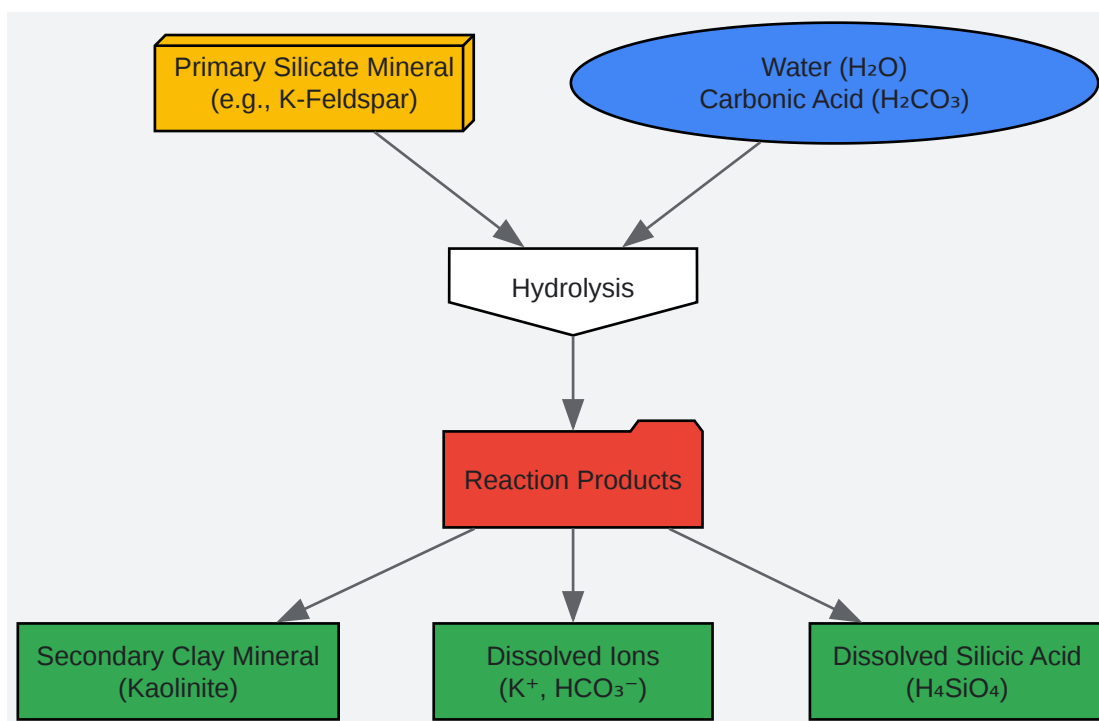 Primary Silicate Mineral
(e.g., K-Feldspar)
Water (H₂O)
Carbonic Acid (H₂CO₃)
Hydrolysis
Reaction Products
Secondary Clay Mineral
(Kaolinite)
Dissolved Ions
(K⁺, HCO₃⁻)
Dissolved Silicic Acid
(H₄SiO₄)